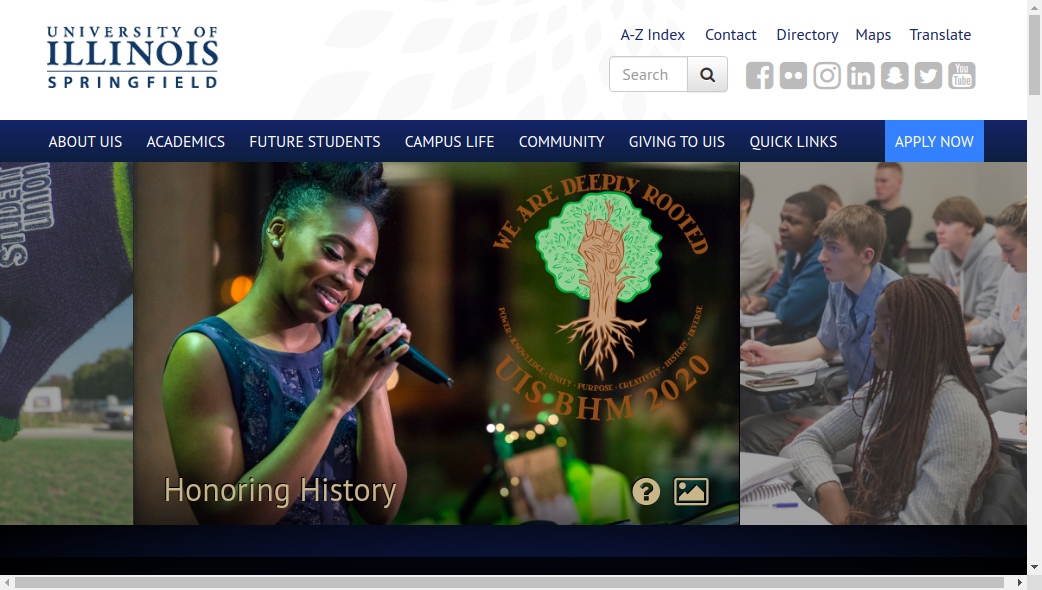 UNIVERSITY OF
ILLINOIS
SPRINGFIELD
A-Z Index Contact Directory Maps Translate
Search
You
Tube
ABOUT UIS ACADEMICS FUTURE STUDENTS CAMPUS LIFE COMMUNITY GIVING TO UIS QUICK LINKS APPLY NOW
WE ARE DEEPLY ROOTED
POWER · KNOWLEDGE · UNITY · PURPOSE · CREATIVITY · HISTORY · DIVERSE
UIS BHM 2020
Honoring History